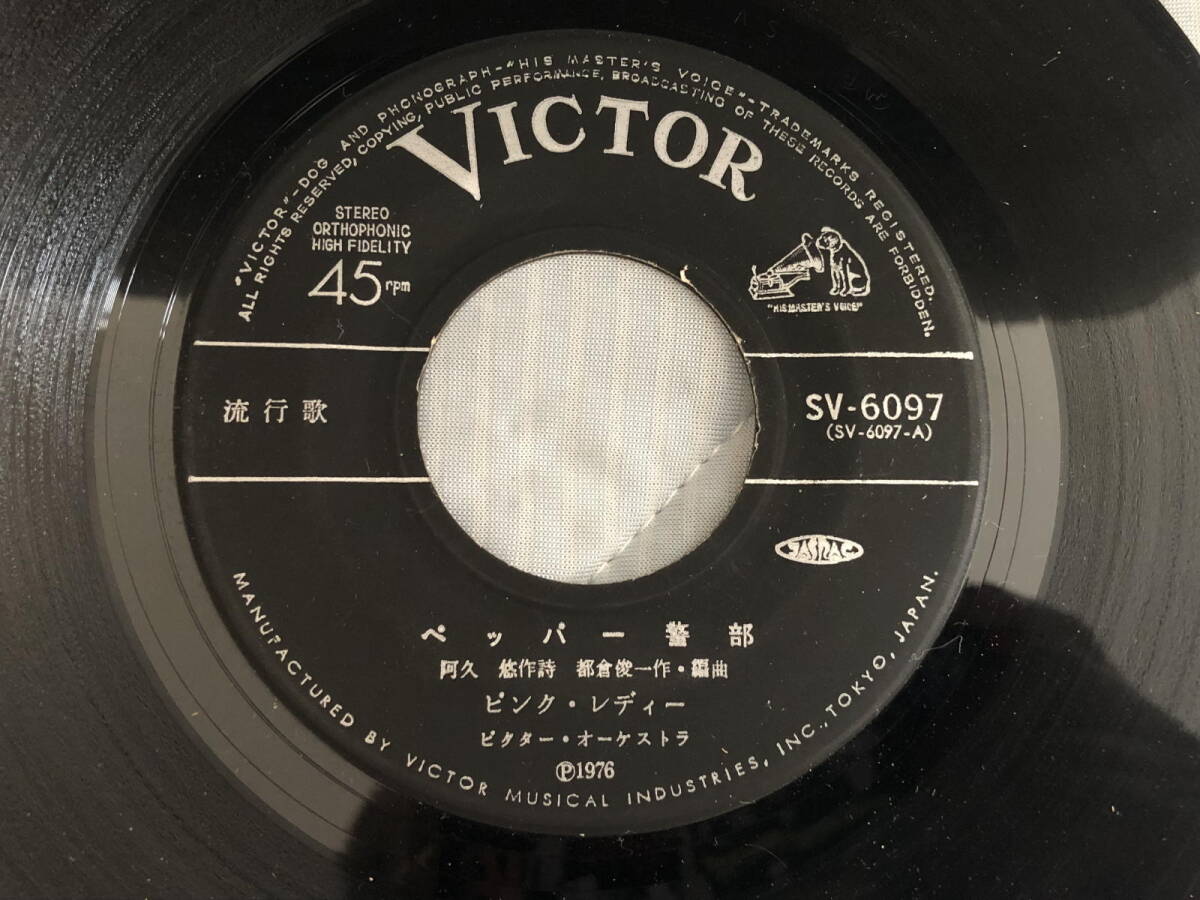 "VICTOR"–DOG AND PHONOGRAPH–"HIS MASTER'S VOICE"–TRADEMARKS REGISTERED.
ALL RIGHTS RESERVED, COPYING, PUBLIC PERFORMANCE, BROADCASTING OF THESE RECORDS ARE FORBIDDEN.
VICTOR
STEREO
ORTHOPHONIC
HIGH FIDELITY
45rpm
"HIS MASTER'S VOICE"
流行歌
SV-6097
(SV-6097-A)
JASRAC
ペッパー警部
阿久 悠作詩 都倉俊一作・編曲
ピンク・レディー
ビクター・オーケストラ
Ⓟ1976
MANUFACTURED BY VICTOR MUSICAL INDUSTRIES, INC., TOKYO, JAPAN.